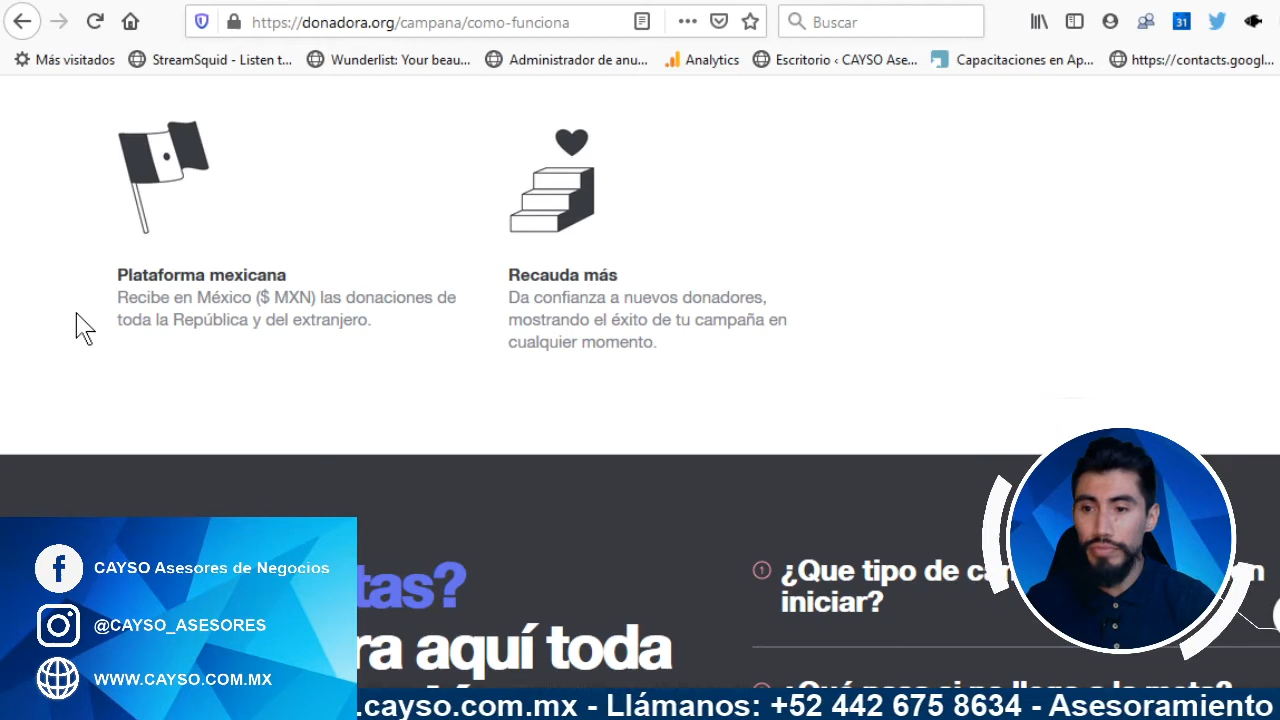 https://donadora.org/campana/como-funciona
Buscar
31
Más visitados
StreamSquid - Listen t...
Wunderlist: Your beau...
Administrador de anu...
Analytics
Escritorio ‹ CAYSO Ase...
Capacitaciones en Ap...
https://contacts.googl...
Plataforma mexicana
Recibe en México ($ MXN) las donaciones de
toda la República y del extranjero.
Recauda más
Da confianza a nuevos donadores,
mostrando el éxito de tu campaña en
cualquier momento.
tas?
ra aquí toda
1
¿Que tipo de
iniciar?
CAYSO Asesores de Negocios
@CAYSO_ASESORES
WWW.CAYSO.COM.MX
.cayso.com.mx - Llámanos: +52 442 675 8634 - Asesoramiento